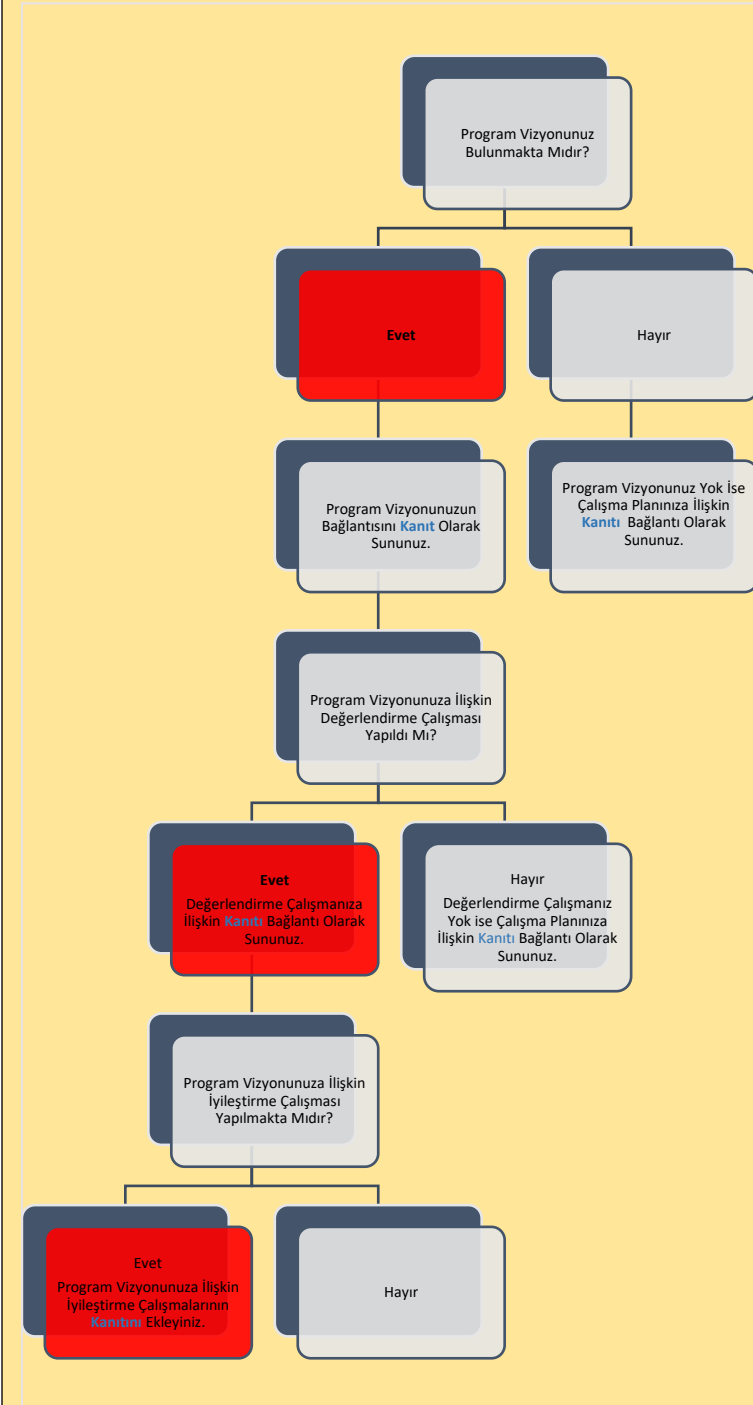 Program Vizyonunuz
Bulunmakta Mıdır?
Evet
Hayır
Program Vizyonunuzun
Bağlantısını Kanıt Olarak
Sununuz.
Program Vizyonunuz Yok İse
Çalışma Planınıza İlişkin
Kanıtı Bağlantı Olarak
Sununuz.
Program Vizyonunuza İlişkin
Değerlendirme Çalışması
Yapıldı Mı?
Evet
Değerlendirme Çalışmanıza
İlişkin Kanıtı Bağlantı Olarak
Sununuz.
Hayır
Değerlendirme Çalışmanız
Yok ise Çalışma Planınıza
İlişkin Kanıtı Bağlantı Olarak
Sununuz.
Program Vizyonunuza İlişkin
İyileştirme Çalışması
Yapılmakta Mıdır?
Evet
Program Vizyonunuza İlişkin
İyileştirme Çalışmalarının
Kanıtını Ekleyiniz.
Hayır